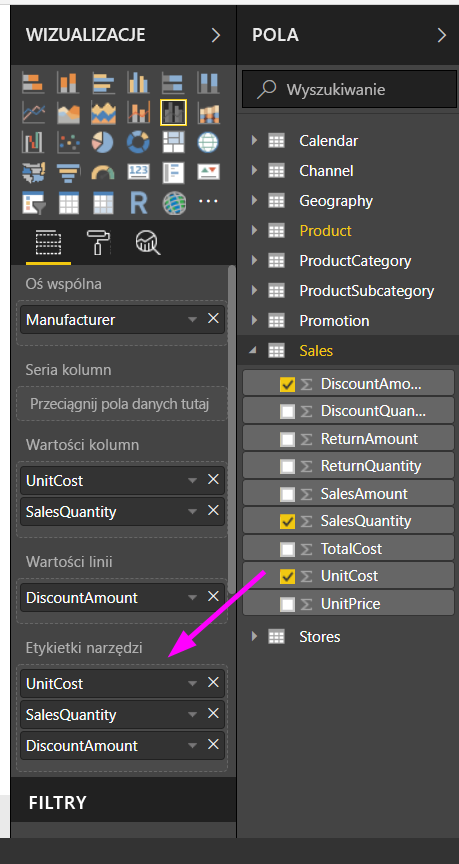 WIZUALIZACJE
123
R
Oś wspólna
Manufacturer
Seria kolumn
Przeciągnij pola danych tutaj
Wartości kolumn
UnitCost
SalesQuantity
Wartości linii
DiscountAmount
Etykietki narzędzi
UnitCost
SalesQuantity
DiscountAmount
FILTRY
POLA
Wyszukiwanie
Calendar
Channel
Geography
Product
ProductCategory
ProductSubcategory
Promotion
Sales
Σ DiscountAmo...
Σ DiscountQuan...
Σ ReturnAmount
Σ ReturnQuantity
Σ SalesAmount
Σ SalesQuantity
Σ TotalCost
Σ UnitCost
Σ UnitPrice
Stores